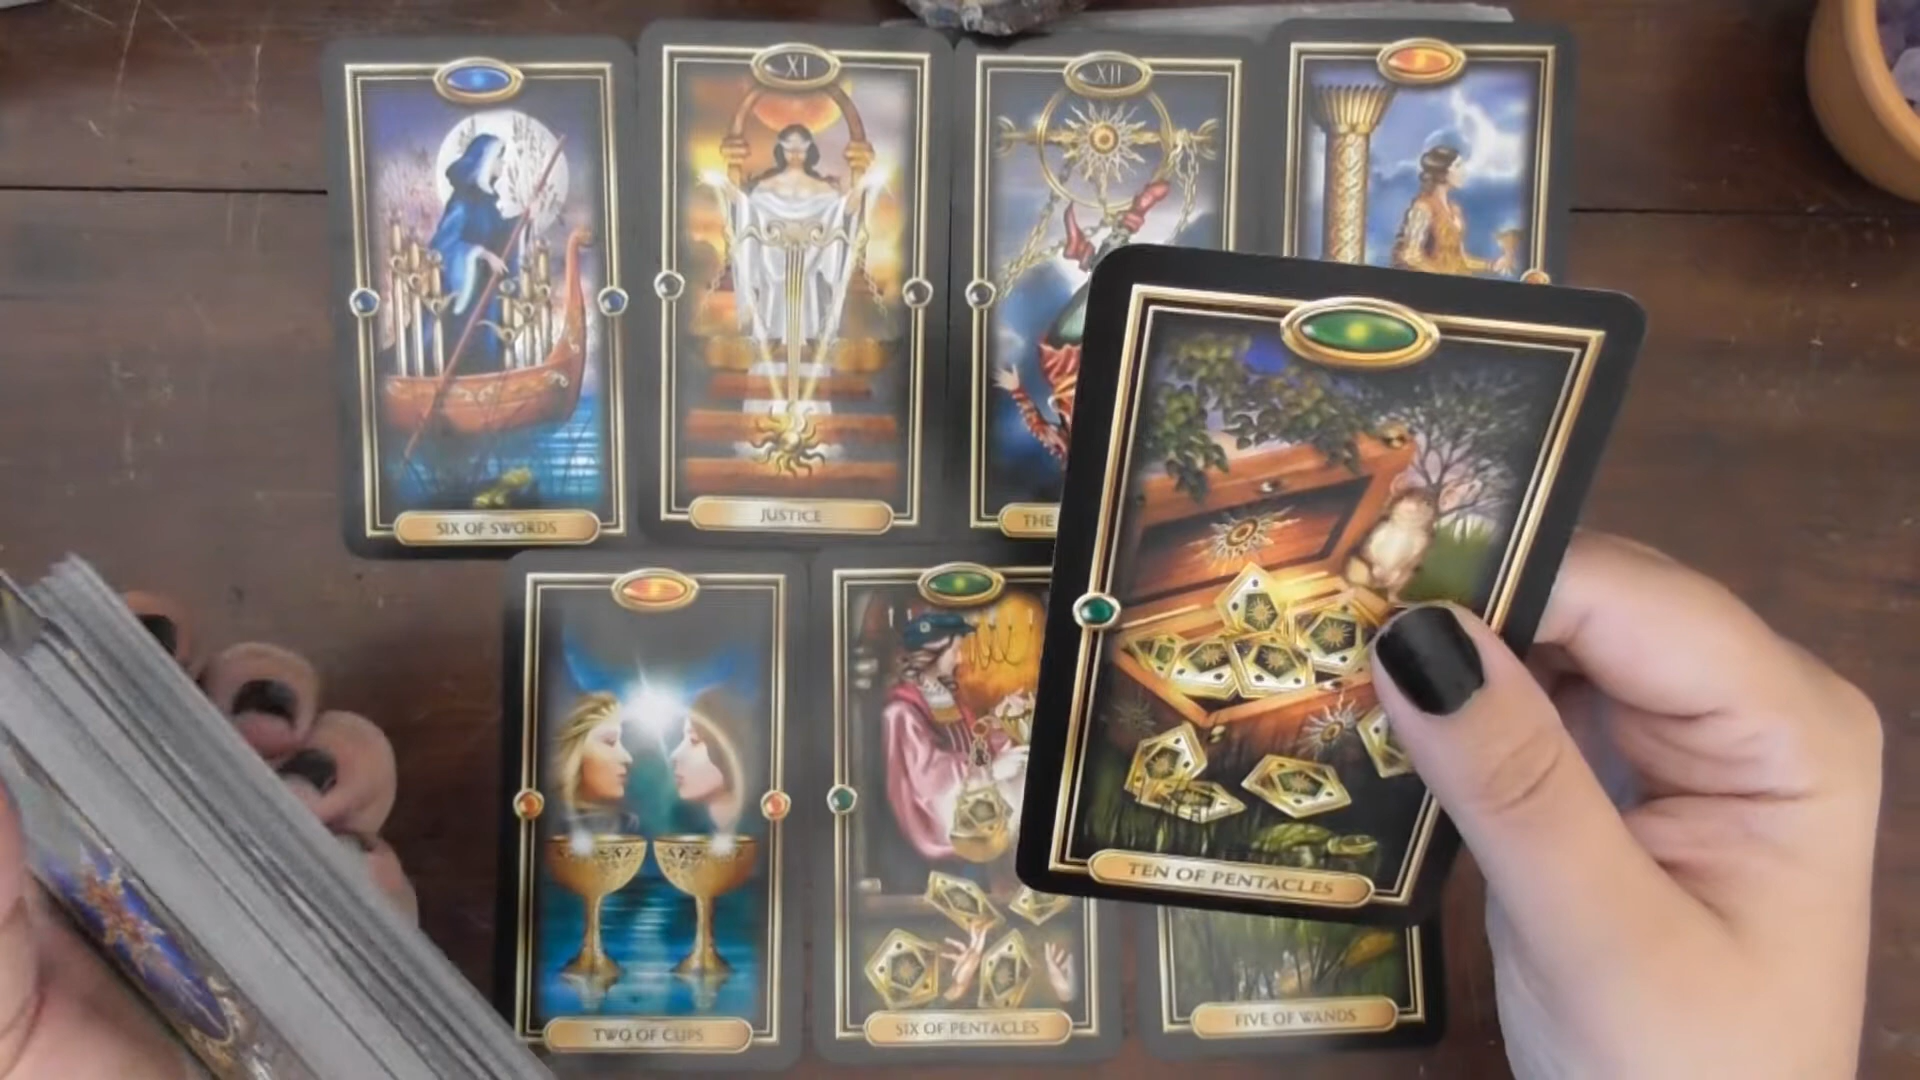 XI
XII
SIX OF SWORDS
JUSTICE
THE
TEN OF PENTACLES
TWO OF CUPS
SIX OF PENTACLES
FIVE OF WANDS